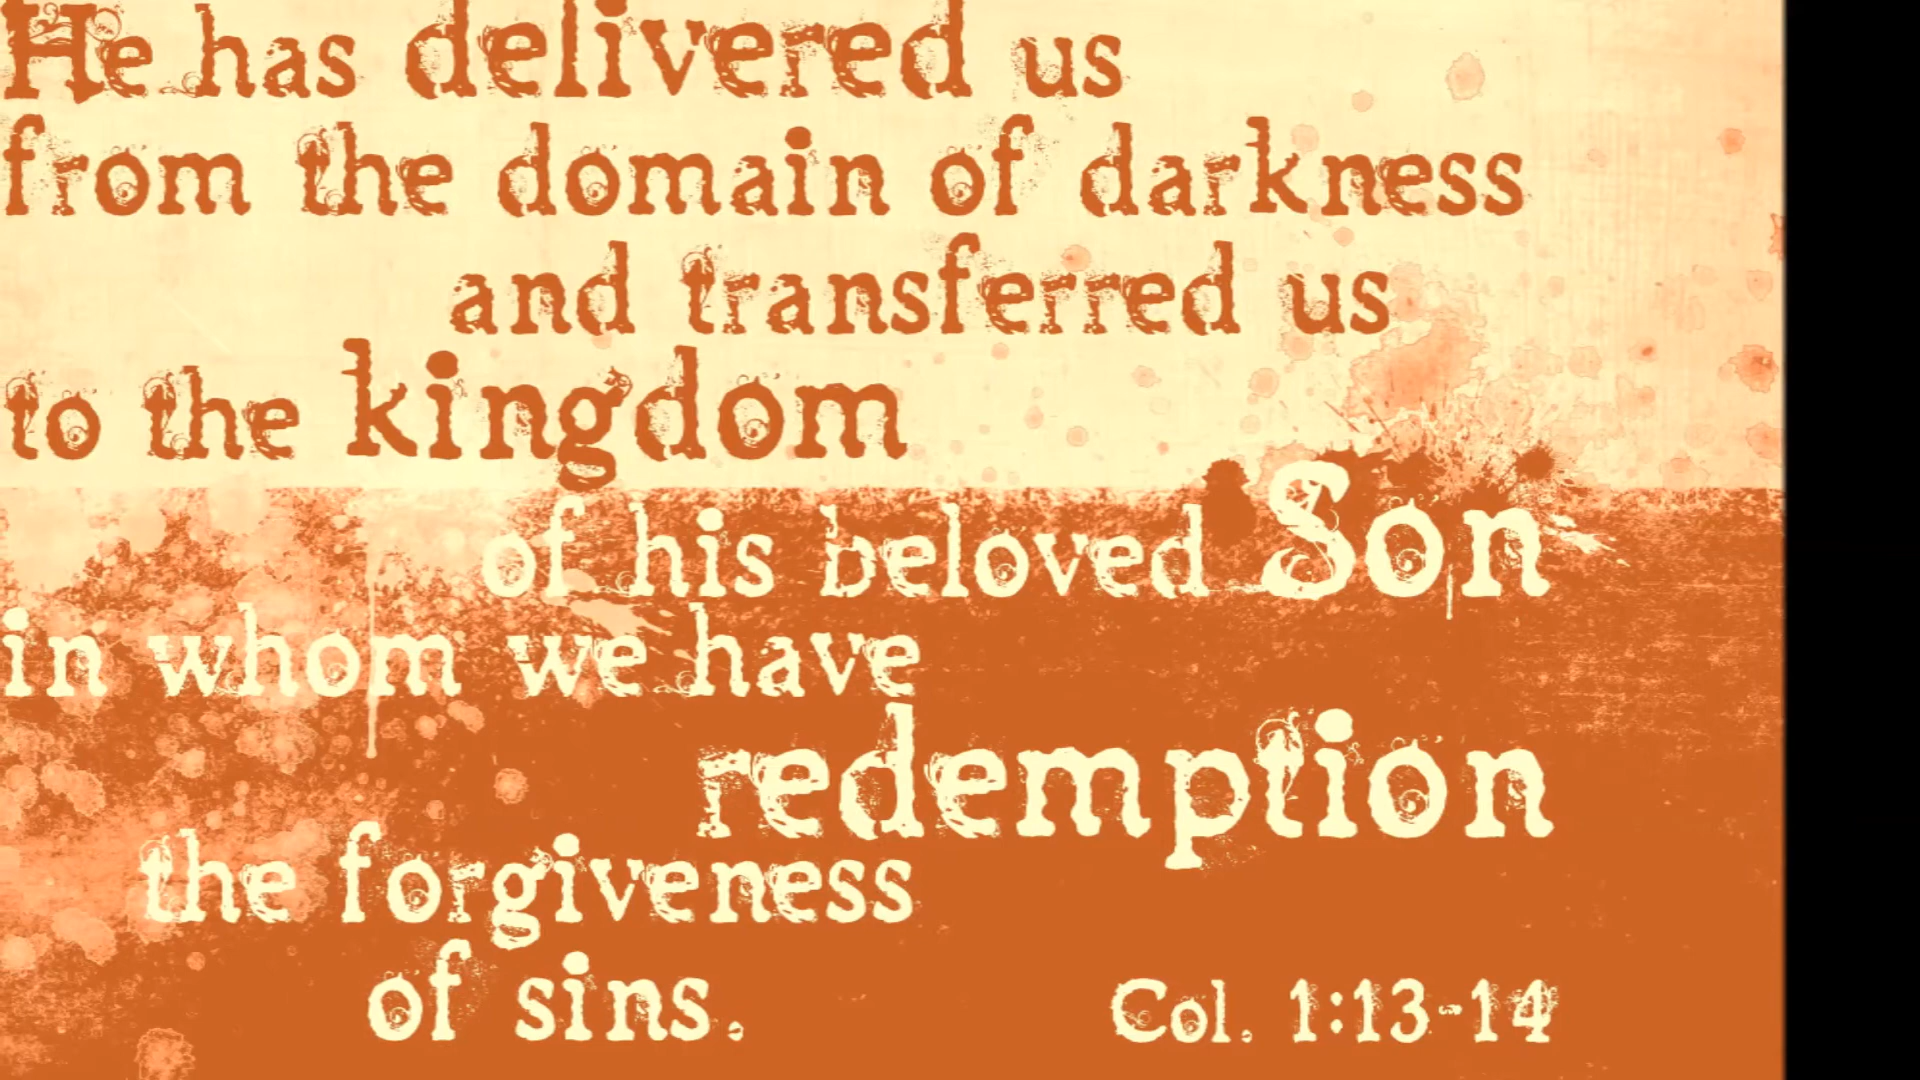 He has delivered us
from the domain of darkness
and transferred us
to the kingdom
of his beloved Son
in whom we have
redemption
the forgiveness
of sins.
Col. 1:13-14